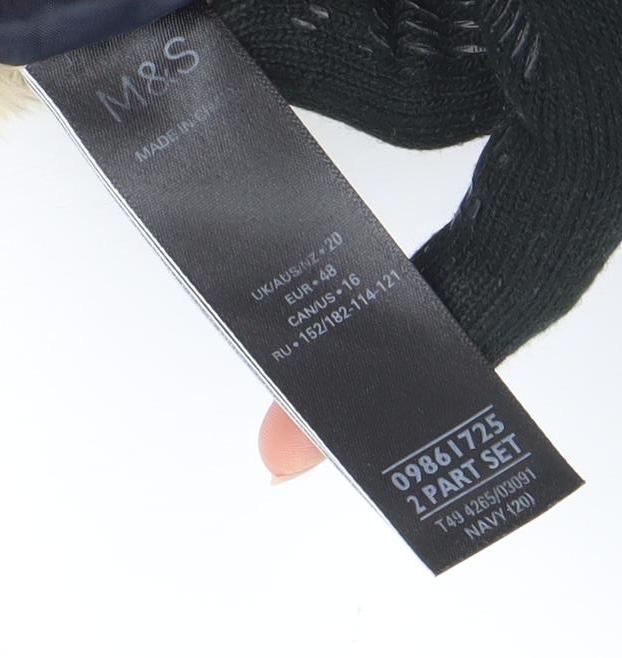 M&S
MADE IN CHINA
UK/AUS/NZ • 20
EUR • 48
CAN/US • 16
RU • 152/182-114-121
09861725
2 PART SET
T49 4265/03091
NAVY (20)